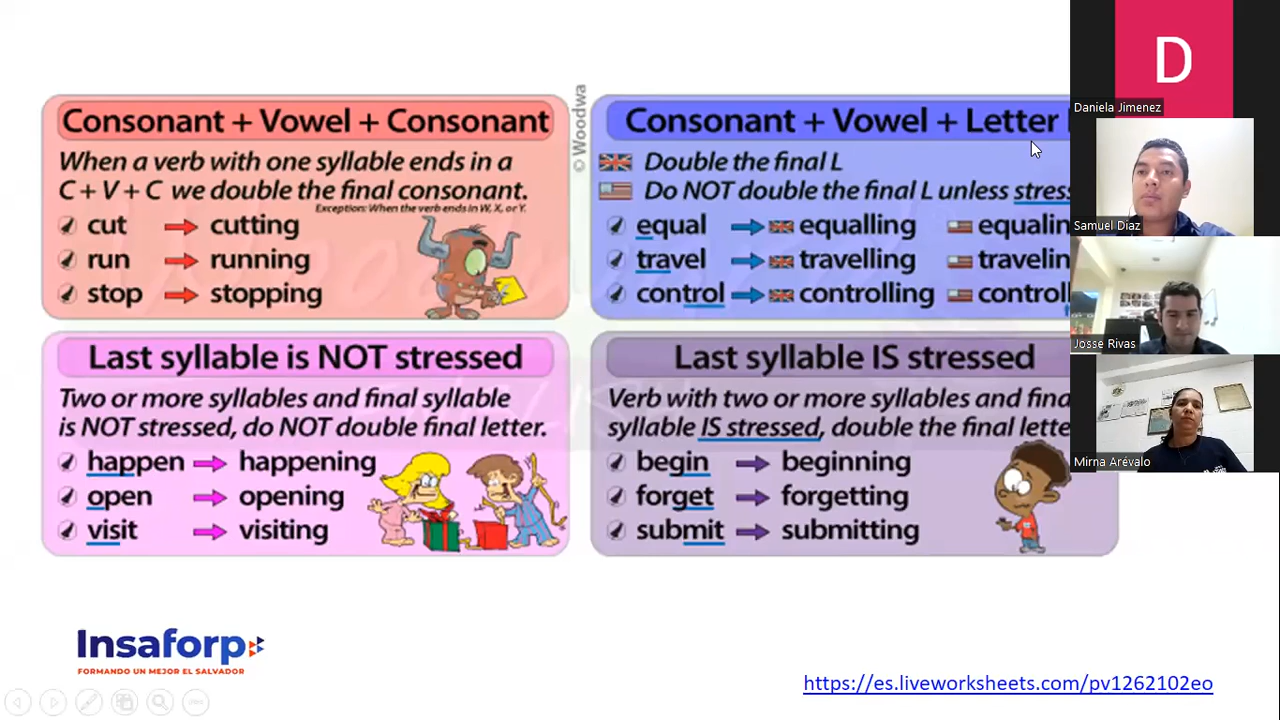 Consonant + Vowel + Consonant
When a verb with one syllable ends in a
C + V + C we double the final consonant.
Exception: When the verb ends in W, X, or Y.
cut cutting
run running
stop stopping
© Woodwa
Consonant + Vowel + Letter
Double the final L
Do NOT double the final L unless stres
equal equalling equalin
travel travelling travelin
control controlling control
Last syllable is NOT stressed
Two or more syllables and final syllable
is NOT stressed, do NOT double final letter.
happen happening
open opening
visit visiting
Last syllable IS stressed
Verb with two or more syllables and fina
syllable IS stressed, double the final lette
begin beginning
forget forgetting
submit submitting
D
Daniela Jimenez
Samuel Diaz
Josse Rivas
Mirna Arévalo
Insaforp
FORMANDO UN MEJOR EL SALVADOR
https://es.liveworksheets.com/pv1262102eo